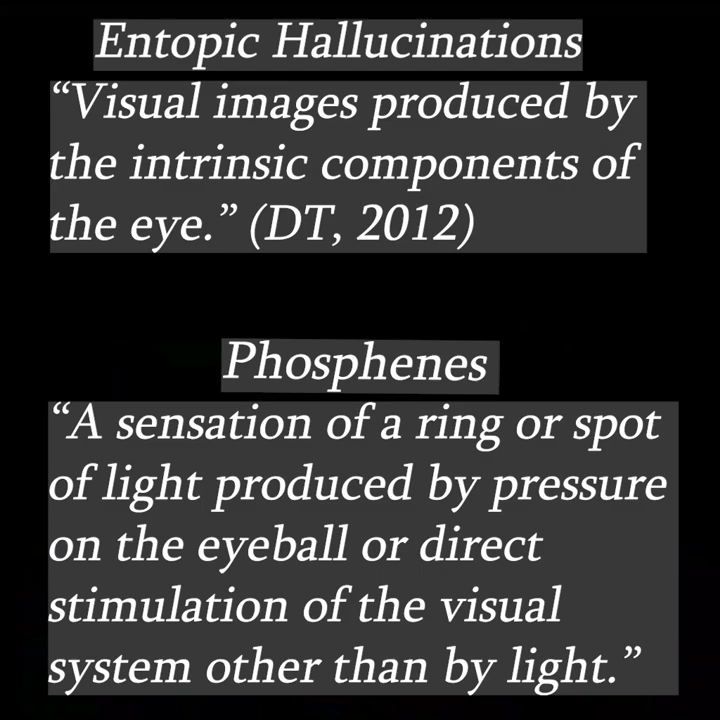 Entopic Hallucinations
“Visual images produced by
the intrinsic components of
the eye.” (DT, 2012)
Phosphenes
“A sensation of a ring or spot
of light produced by pressure
on the eyeball or direct
stimulation of the visual
system other than by light.”